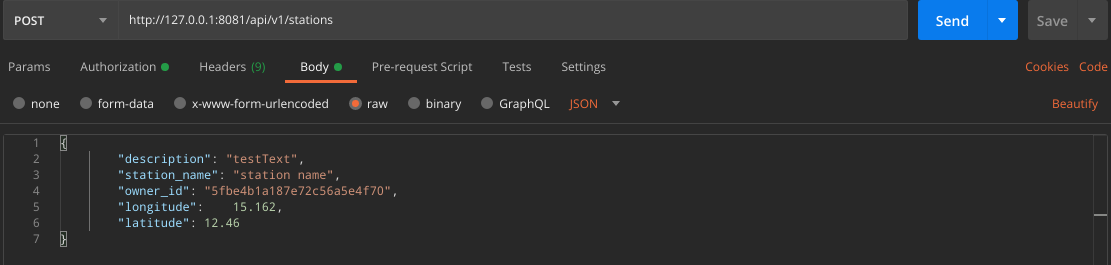 POST http://127.0.0.1:8081/api/v1/stations Send Save
Params Authorization Headers (9) Body Pre-request Script Tests Settings Cookies Code
none form-data x-www-form-urlencoded raw binary GraphQL JSON Beautify
1 {
2 "description": "testText",
3 "station_name": "station name",
4 "owner_id": "5fbe4b1a187e72c56a5e4f70",
5 "longitude": 15.162,
6 "latitude": 12.46
7 }